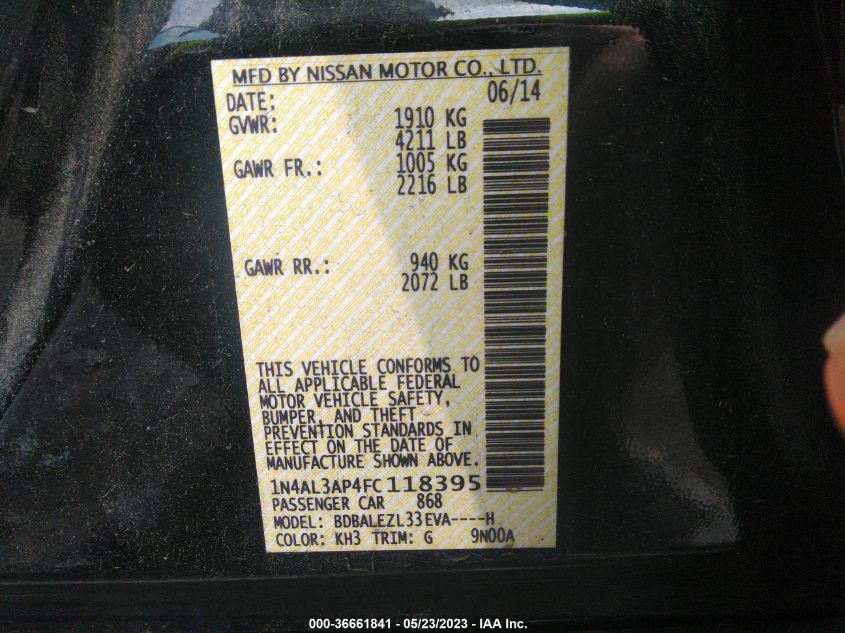 MFD BY NISSAN MOTOR CO., LTD.
DATE: 06/14
GVWR: 1910 KG
4211 LB
GAWR FR.: 1005 KG
2216 LB
GAWR RR.: 940 KG
2072 LB
THIS VEHICLE CONFORMS TO
ALL APPLICABLE FEDERAL
MOTOR VEHICLE SAFETY,
BUMPER, AND THEFT
PREVENTION STANDARDS IN
EFFECT ON THE DATE OF
MANUFACTURE SHOWN ABOVE.
1N4AL3AP4FC118395
PASSENGER CAR 868
MODEL: BDBALEZL33EVA----H
COLOR: KH3 TRIM: G 9N00A
000-36661841 - 05/23/2023 - IAA Inc.